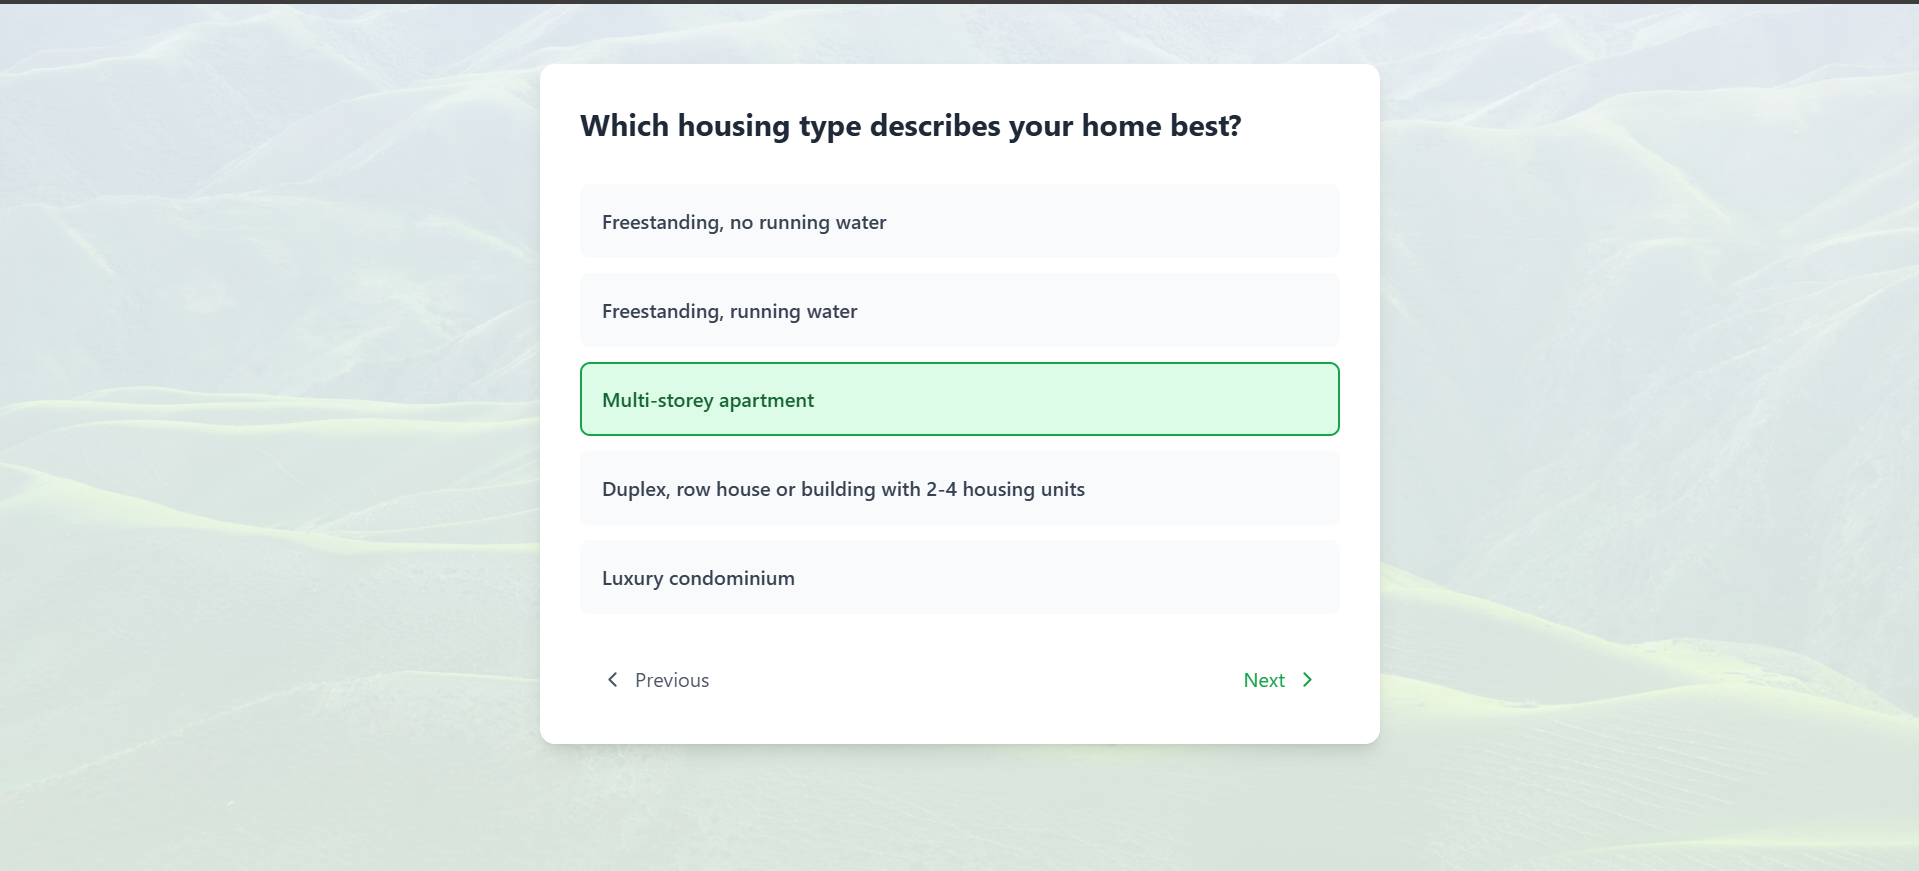 Which housing type describes your home best?
Freestanding, no running water
Freestanding, running water
Multi-storey apartment
Duplex, row house or building with 2-4 housing units
Luxury condominium
Previous
Next